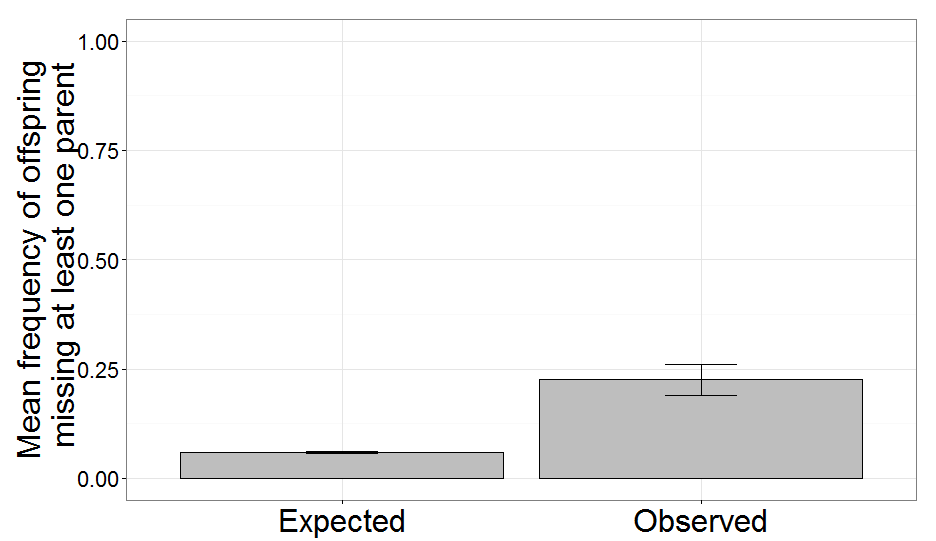 Mean frequency of offspring
missing at least one parent
1.00
0.75
0.50
0.25
0.00
Expected
Observed